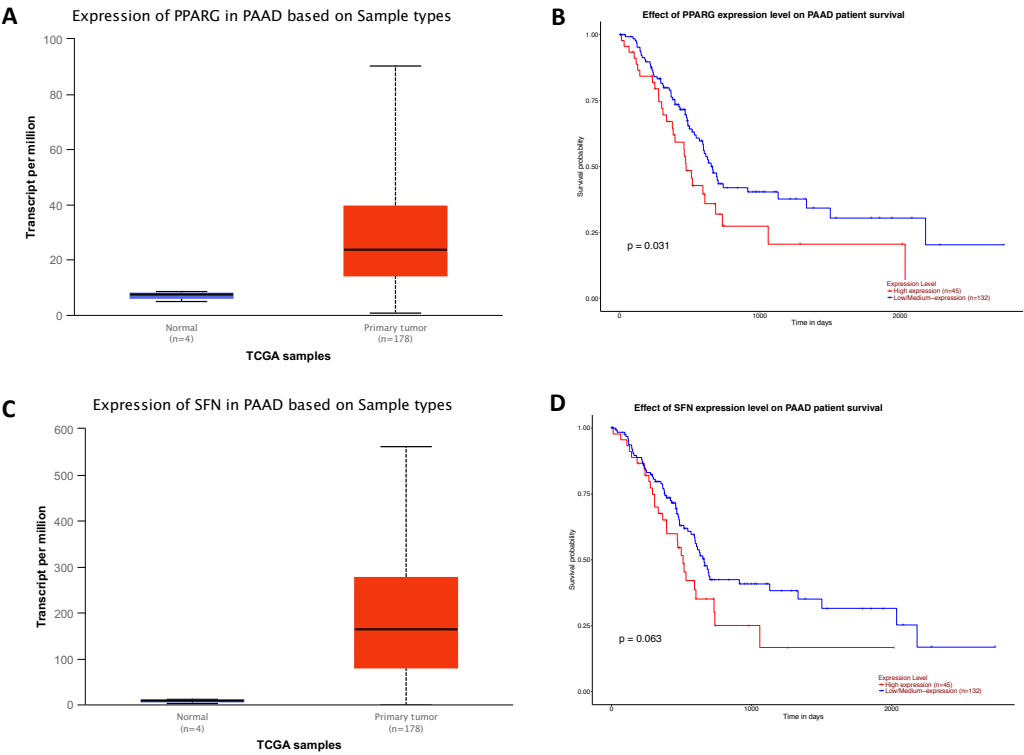 A
Expression of PPARG in PAAD based on Sample types
Transcript per million
100
80
60
40
20
0
Normal
(n=4)
Primary tumor
(n=178)
TCGA samples
B
Effect of PPARG expression level on PAAD patient survival
Survival probability
1.00
0.75
0.50
0.25
0.00
p = 0.031
Expression Level
High expression (n=45)
Low/Medium-expression (n=132)
0
1000
2000
Time in days
C
Expression of SFN in PAAD based on Sample types
Transcript per million
600
500
400
300
200
100
0
Normal
(n=4)
Primary tumor
(n=178)
TCGA samples
D
Effect of SFN expression level on PAAD patient survival
Survival probability
1.00
0.75
0.50
0.25
0.00
p = 0.063
Expression Level
High expression (n=45)
Low/Medium-expression (n=132)
0
1000
2000
Time in days